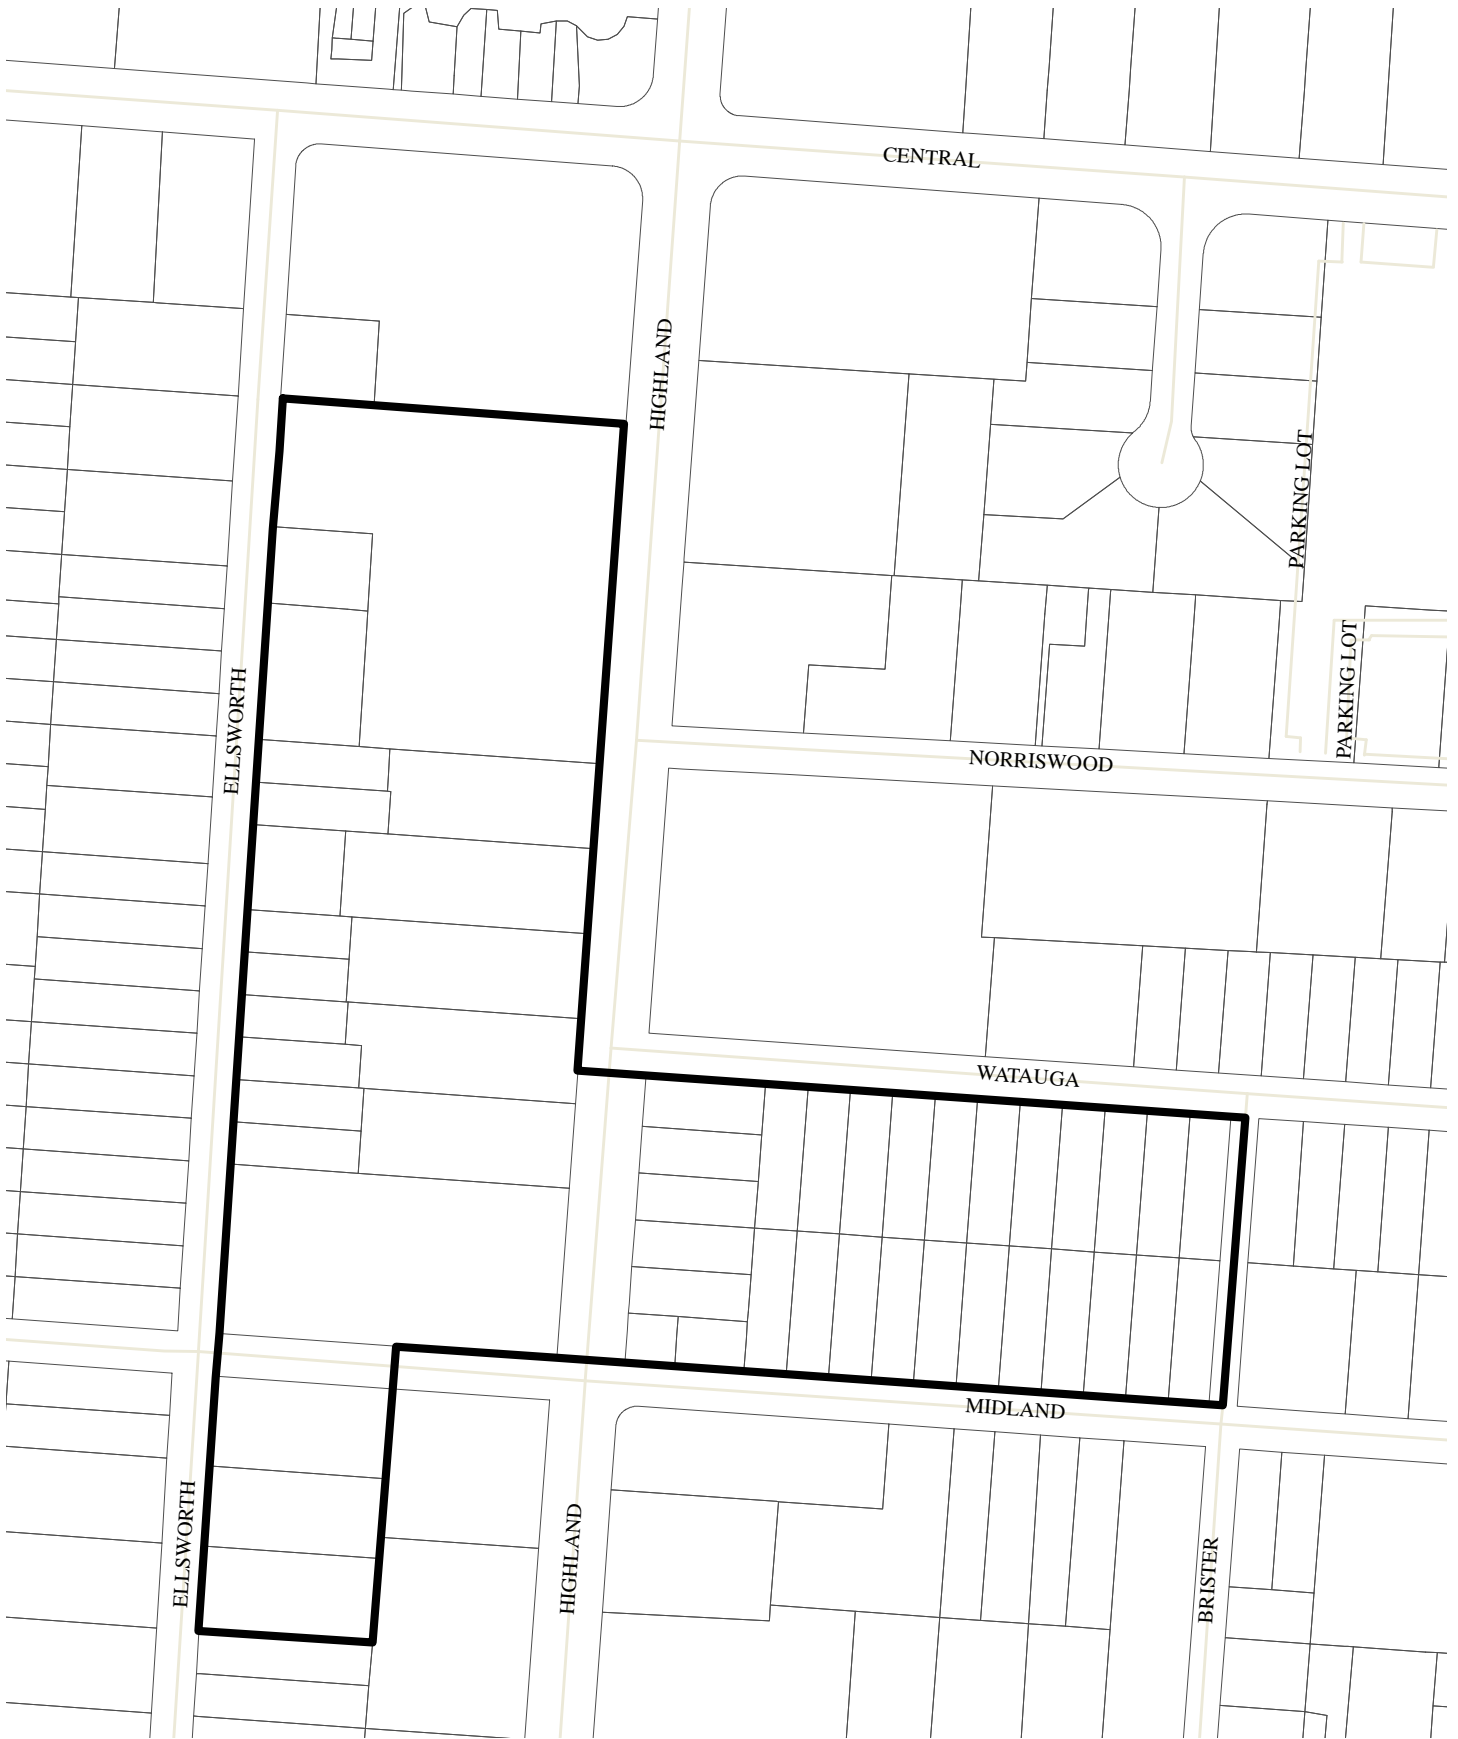 CENTRAL
HIGHLAND
PARKING LOT
PARKING LOT
ELLSWORTH
NORRISWOOD
WATAUGA
MIDLAND
ELLSWORTH
HIGHLAND
BRISTER